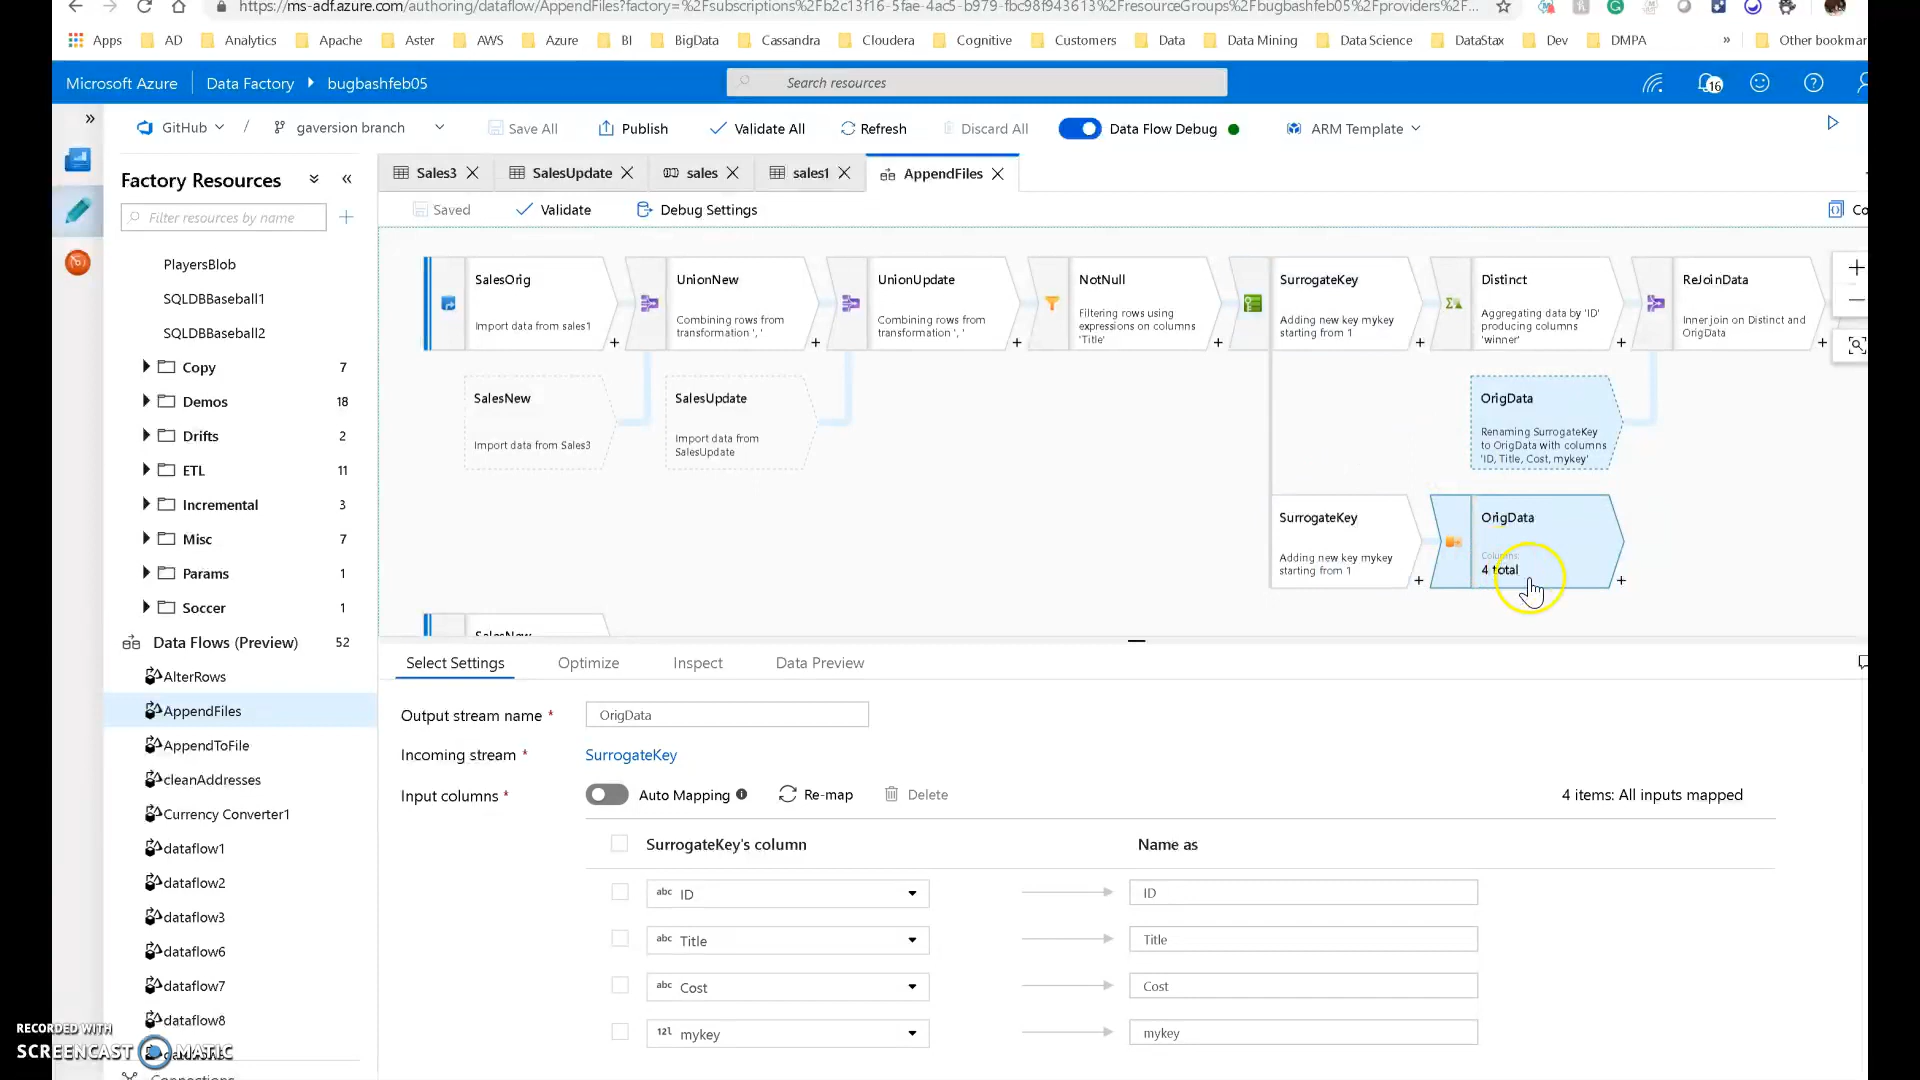 https://ms-adf.azure.com/authoring/dataflow/AppendFiles?factory=%2Fsubscriptions%2Fb2c13f16-5fae-4ac5-b979-fbc98f943613%2FresourceGroups%2Fbugbashfeb05%2Fproviders%2F...
Apps AD Analytics Apache Aster AWS Azure BI BigData Cassandra Cloudera Cognitive Customers Data Data Mining Data Science DataStax Dev DMPA » Other bookmar
Microsoft Azure Data Factory bugbashfeb05 Search resources 16
» GitHub / gaversion branch Save All Publish Validate All Refresh Discard All Data Flow Debug ARM Template
Factory Resources «
Filter resources by name +
PlayersBlob
SQLDBBaseball1
SQLDBBaseball2
Copy 7
Demos 18
Drifts 2
ETL 11
Incremental 3
Misc 7
Params 1
Soccer 1
Data Flows (Preview) 52
AlterRows
AppendFiles
AppendToFile
cleanAddresses
Currency Converter1
dataflow1
dataflow2
dataflow3
dataflow6
dataflow7
dataflow8
Connections
Sales3 SalesUpdate sales sales1 AppendFiles
Saved Validate Debug Settings Co
SalesOrig
Import data from sales1
UnionNew
Combining rows from
transformation ', '
UnionUpdate
Combining rows from
transformation ', '
NotNull
Filtering rows using
expressions on columns
'Title'
SurrogateKey
Adding new key mykey
starting from 1
Distinct
Aggregating data by 'ID'
producing columns
'winner'
ReJoinData
Inner join on Distinct and
OrigData
SalesNew
Import data from Sales3
SalesUpdate
Import data from
SalesUpdate
OrigData
Renaming SurrogateKey
to OrigData with columns
'ID, Title, Cost, mykey'
SurrogateKey
Adding new key mykey
starting from 1
OrigData
Columns:
4 total
SalesNew
Select Settings Optimize Inspect Data Preview
Output stream name * OrigData
Incoming stream * SurrogateKey
Input columns * Auto Mapping Re-map Delete 4 items: All inputs mapped
SurrogateKey's column Name as
abc ID ID
abc Title Title
abc Cost Cost
12l mykey mykey
RECORDED WITH
SCREENCAST MATIC